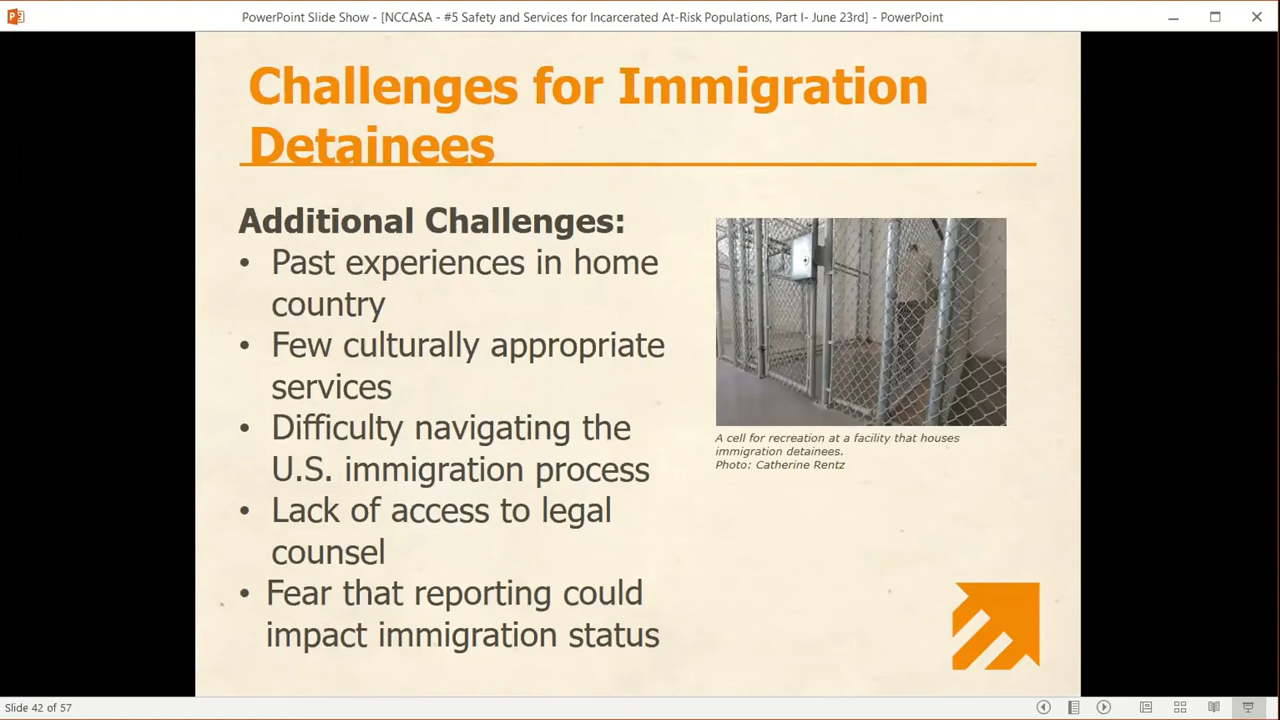 PowerPoint Slide Show - [NCCASA - #5 Safety and Services for Incarcerated At-Risk Populations, Part I- June 23rd] - PowerPoint
Challenges for Immigration
Detainees
Additional Challenges:
• Past experiences in home
country
• Few culturally appropriate
services
• Difficulty navigating the
U.S. immigration process
• Lack of access to legal
counsel
• Fear that reporting could
impact immigration status
A cell for recreation at a facility that houses
immigration detainees.
Photo: Catherine Rentz
Slide 42 of 57